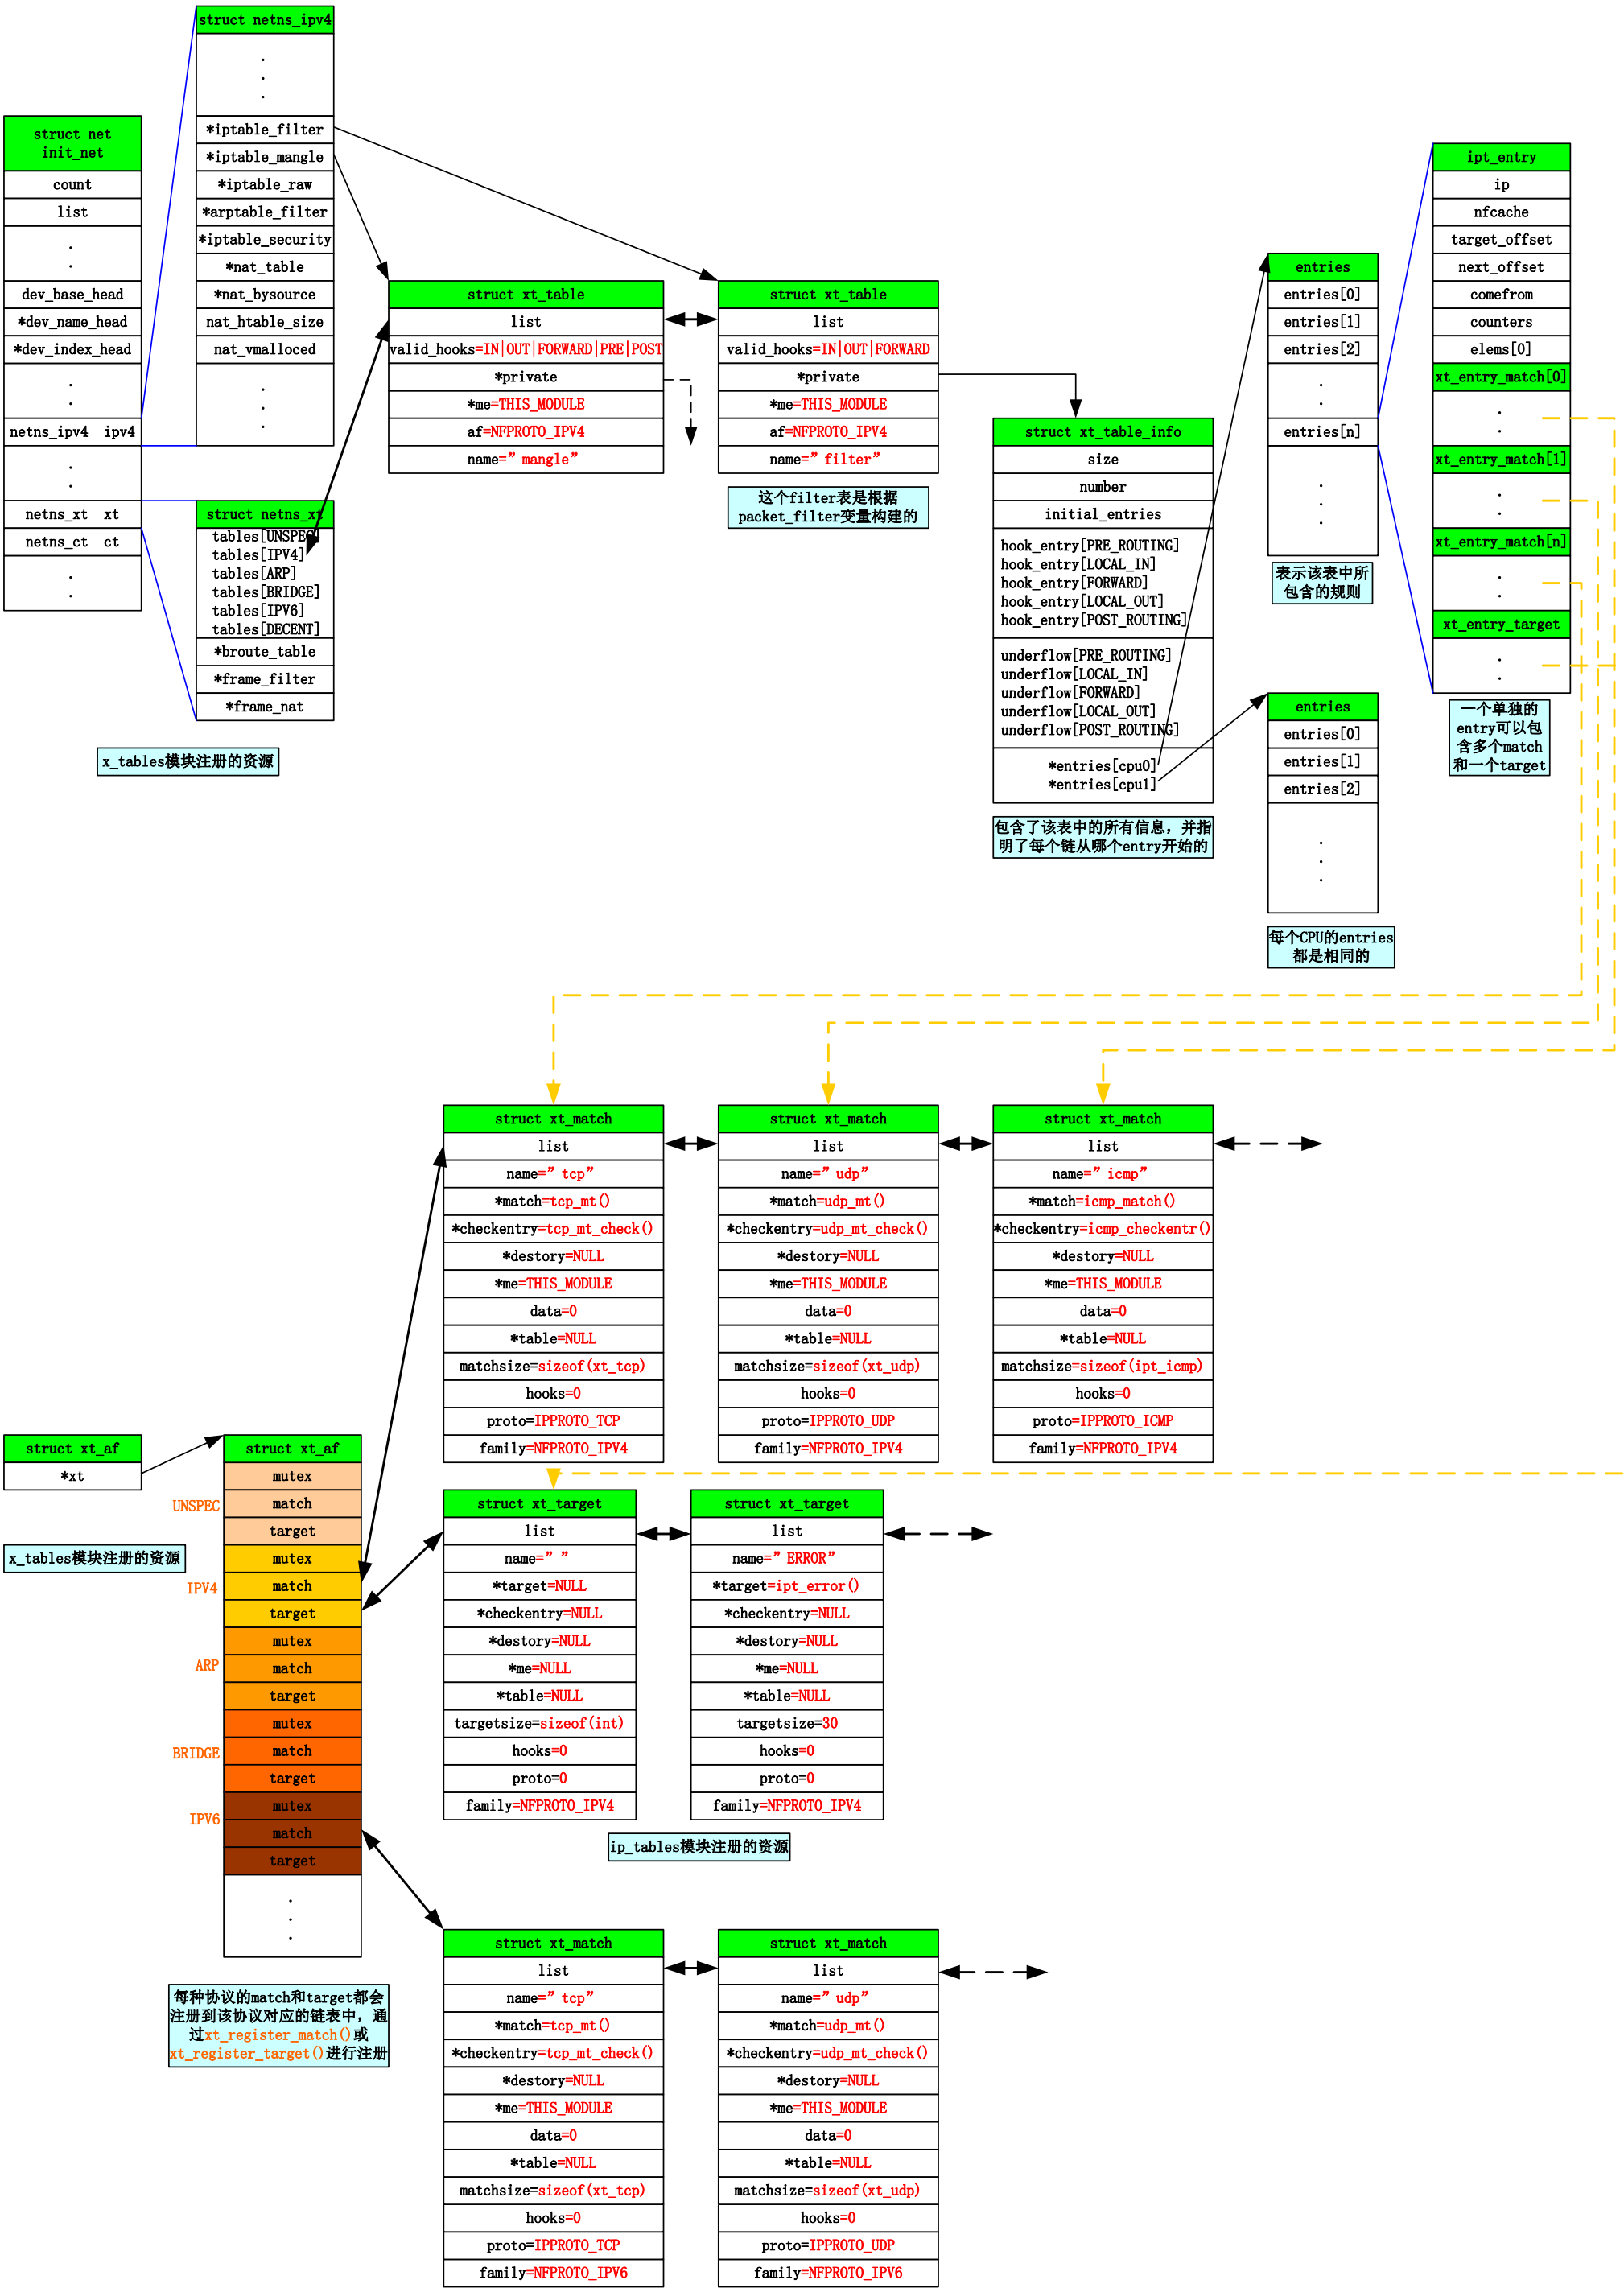 struct netns_ipv4
.
.
.
*iptable_filter
*iptable_mangle
*iptable_raw
*arptable_filter
*iptable_security
*nat_table
*nat_bysource
nat_htable_size
nat_vmalloced
.
.
.
struct net
init_net
count
list
.
.
dev_base_head
*dev_name_head
*dev_index_head
.
.
netns_ipv4 ipv4
.
.
netns_xt xt
netns_ct ct
.
.
struct netns_xt
tables[UNSPEC]
tables[IPV4]
tables[ARP]
tables[BRIDGE]
tables[IPV6]
tables[DECENT]
*broute_table
*frame_filter
*frame_nat
x_tables模块注册的资源
struct xt_table
list
valid_hooks=IN|OUT|FORWARD|PRE|POST
*private
*me=THIS_MODULE
af=NFPROTO_IPV4
name=”mangle”
struct xt_table
list
valid_hooks=IN|OUT|FORWARD
*private
*me=THIS_MODULE
af=NFPROTO_IPV4
name=”filter”
这个filter表是根据
packet_filter变量构建的
struct xt_table_info
size
number
initial_entries
hook_entry[PRE_ROUTING]
hook_entry[LOCAL_IN]
hook_entry[FORWARD]
hook_entry[LOCAL_OUT]
hook_entry[POST_ROUTING]
underflow[PRE_ROUTING]
underflow[LOCAL_IN]
underflow[FORWARD]
underflow[LOCAL_OUT]
underflow[POST_ROUTING]
*entries[cpu0]
*entries[cpu1]
包含了该表中的所有信息，并指
明了每个链从哪个entry开始的
entries
entries[0]
entries[1]
entries[2]
.
.
entries[n]
.
.
.
表示该表中所
包含的规则
entries
entries[0]
entries[1]
entries[2]
.
.
.
每个CPU的entries
都是相同的
ipt_entry
ip
nfcache
target_offset
next_offset
comefrom
counters
elems[0]
xt_entry_match[0]
.
.
xt_entry_match[1]
.
.
xt_entry_match[n]
.
.
xt_entry_target
.
.
一个单独的
entry可以包
含多个match
和一个target
struct xt_match
list
name=”tcp”
*match=tcp_mt()
*checkentry=tcp_mt_check()
*destory=NULL
*me=THIS_MODULE
data=0
*table=NULL
matchsize=sizeof(xt_tcp)
hooks=0
proto=IPPROTO_TCP
family=NFPROTO_IPV4
struct xt_match
list
name=”udp”
*match=udp_mt()
*checkentry=udp_mt_check()
*destory=NULL
*me=THIS_MODULE
data=0
*table=NULL
matchsize=sizeof(xt_udp)
hooks=0
proto=IPPROTO_UDP
family=NFPROTO_IPV4
struct xt_match
list
name=”icmp”
*match=icmp_match()
*checkentry=icmp_checkentr()
*destory=NULL
*me=THIS_MODULE
data=0
*table=NULL
matchsize=sizeof(ipt_icmp)
hooks=0
proto=IPPROTO_ICMP
family=NFPROTO_IPV4
struct xt_af
*xt
x_tables模块注册的资源
struct xt_af
mutex
UNSPEC match
target
mutex
IPV4 match
target
mutex
ARP match
target
mutex
BRIDGE match
target
mutex
IPV6 match
target
.
.
.
每种协议的match和target都会
注册到该协议对应的链表中，通
过xt_register_match()或
xt_register_target()进行注册
struct xt_target
list
name=””
*target=NULL
*checkentry=NULL
*destory=NULL
*me=NULL
*table=NULL
targetsize=sizeof(int)
hooks=0
proto=0
family=NFPROTO_IPV4
struct xt_target
list
name=”ERROR”
*target=ipt_error()
*checkentry=NULL
*destory=NULL
*me=NULL
*table=NULL
targetsize=30
hooks=0
proto=0
family=NFPROTO_IPV4
ip_tables模块注册的资源
struct xt_match
list
name=”tcp”
*match=tcp_mt()
*checkentry=tcp_mt_check()
*destory=NULL
*me=THIS_MODULE
data=0
*table=NULL
matchsize=sizeof(xt_tcp)
hooks=0
proto=IPPROTO_TCP
family=NFPROTO_IPV6
struct xt_match
list
name=”udp”
*match=udp_mt()
*checkentry=udp_mt_check()
*destory=NULL
*me=THIS_MODULE
data=0
*table=NULL
matchsize=sizeof(xt_udp)
hooks=0
proto=IPPROTO_UDP
family=NFPROTO_IPV6